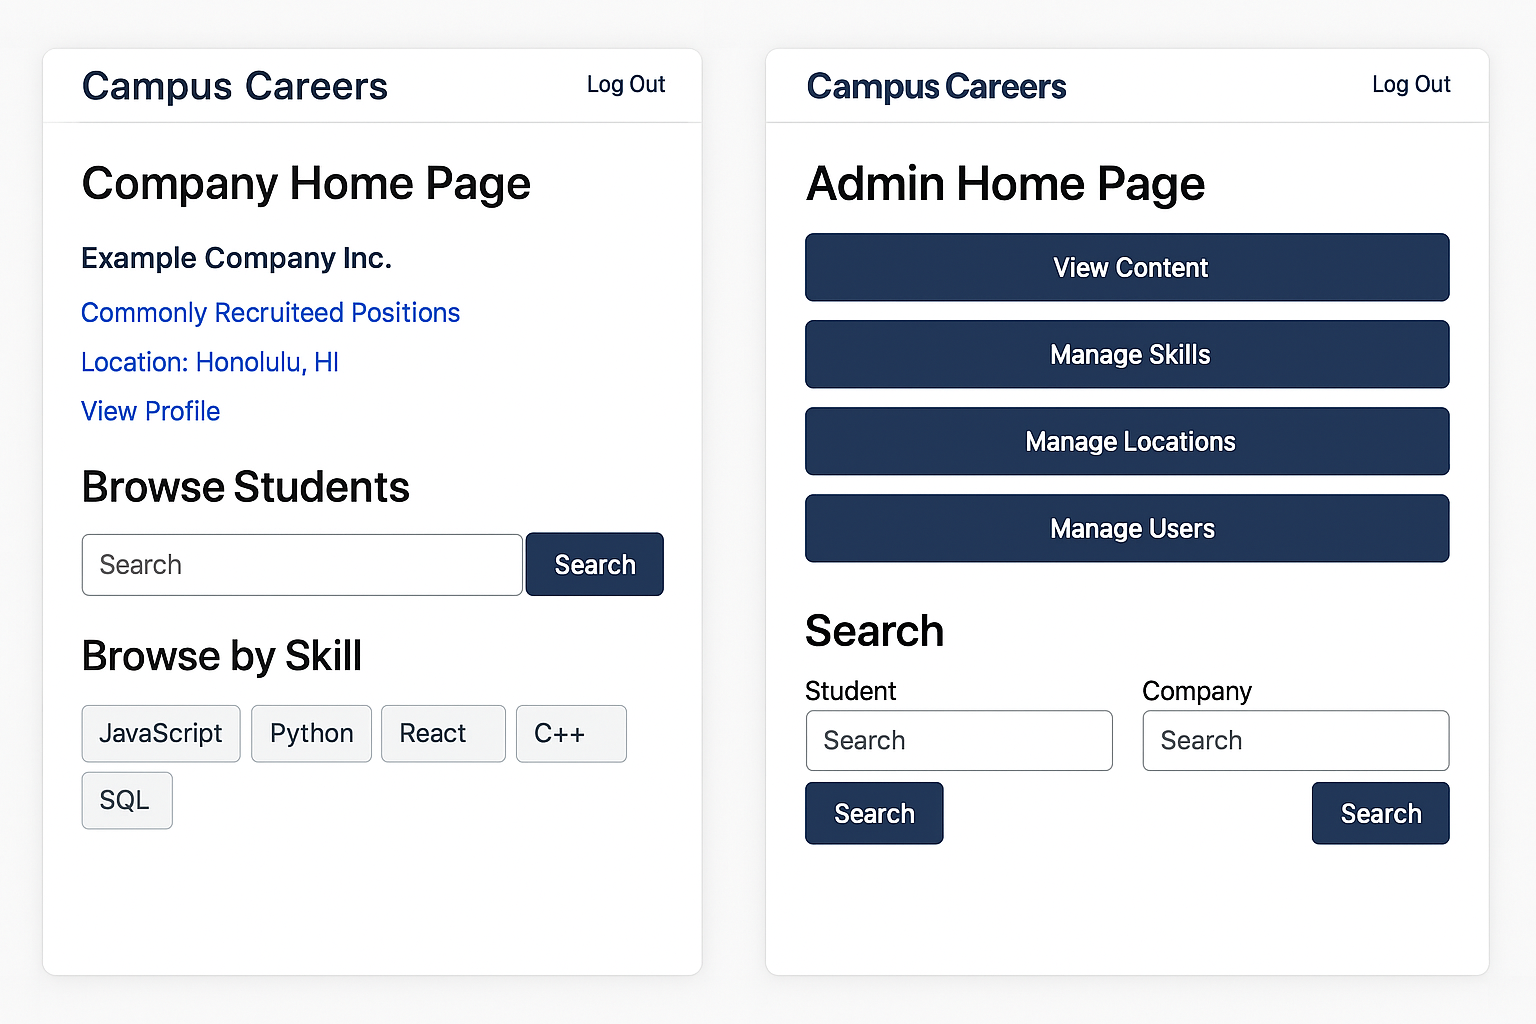 Campus Careers
Log Out
Company Home Page
Example Company Inc.
Commonly Recruiteed Positions
Location: Honolulu, HI
View Profile
Browse Students
Search
Search
Browse by Skill
JavaScript
Python
React
C++
SQL
Campus Careers
Log Out
Admin Home Page
View Content
Manage Skills
Manage Locations
Manage Users
Search
Student
Company
Search
Search
Search
Search